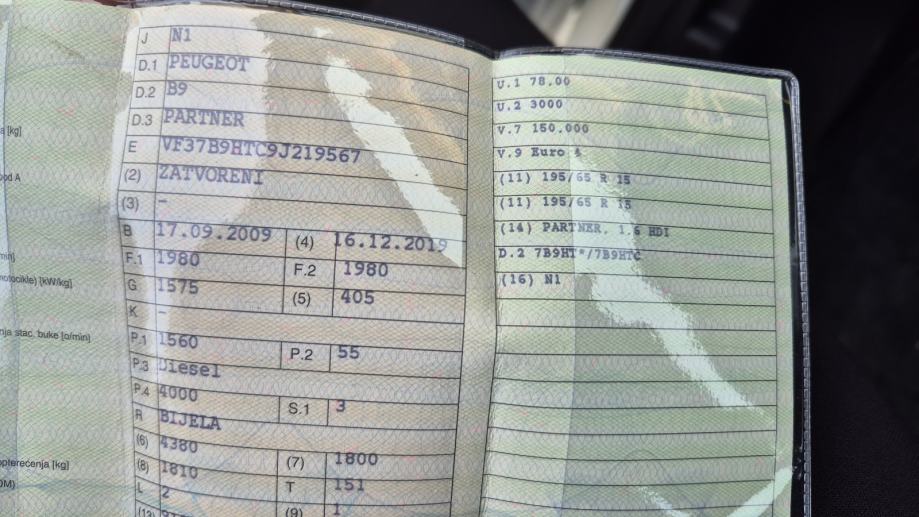 a [kg]
od A
min]
notocikle) [kW/kg]
nja stac. buke [o/min]
opterećenja [kg]
OM)
J N1
D.1 PEUGEOT
D.2 B9
D.3 PARTNER
E VF37B9HTC9J219567
(2) ZATVORENI
(3) –
B 17.09.2009 (4) 16.12.2019
F.1 1980 F.2 1980
G 1575 (5) 405
K –
P.1 1560 P.2 55
P.3 Diesel
P.4 4000 S.1 3
R BIJELA
(6) 4380 (7) 1800
(8) 1810 T 151
L 2 (9) 1
(13)
U.1 78.00
U.2 3000
V.7 150.000
V.9 Euro 4
(11) 195/65 R 15
(11) 195/65 R 15
(14) PARTNER. 1,6 HDI
D.2 7B9HT*/7B9HTC
(16) N1